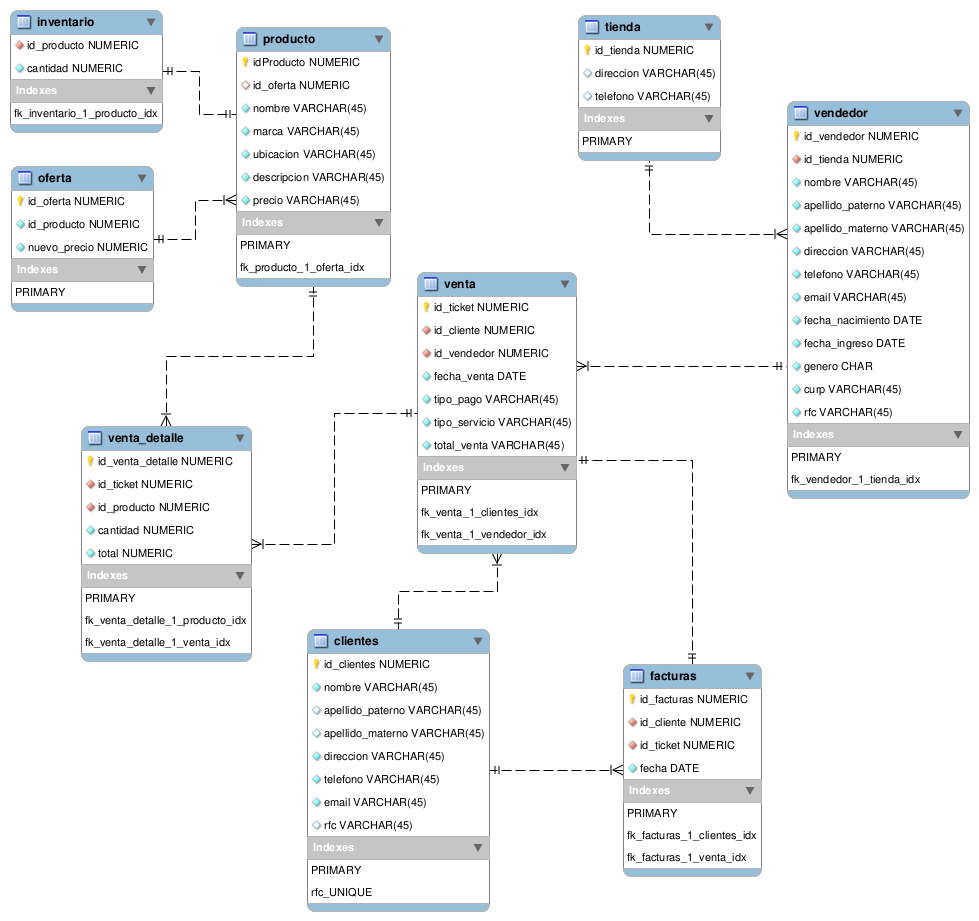 inventario
id_producto NUMERIC
cantidad NUMERIC
Indexes
fk_inventario_1_producto_idx
oferta
id_oferta NUMERIC
id_producto NUMERIC
nuevo_precio NUMERIC
Indexes
PRIMARY
producto
idProducto NUMERIC
id_oferta NUMERIC
nombre VARCHAR(45)
marca VARCHAR(45)
ubicacion VARCHAR(45)
descripcion VARCHAR(45)
precio VARCHAR(45)
Indexes
PRIMARY
fk_producto_1_oferta_idx
tienda
id_tienda NUMERIC
direccion VARCHAR(45)
telefono VARCHAR(45)
Indexes
PRIMARY
vendedor
id_vendedor NUMERIC
id_tienda NUMERIC
nombre VARCHAR(45)
apellido_paterno VARCHAR(45)
apellido_materno VARCHAR(45)
direccion VARCHAR(45)
telefono VARCHAR(45)
email VARCHAR(45)
fecha_nacimiento DATE
fecha_ingreso DATE
genero CHAR
curp VARCHAR(45)
rfc VARCHAR(45)
Indexes
PRIMARY
fk_vendedor_1_tienda_idx
venta
id_ticket NUMERIC
id_cliente NUMERIC
id_vendedor NUMERIC
fecha_venta DATE
tipo_pago VARCHAR(45)
tipo_servicio VARCHAR(45)
total_venta VARCHAR(45)
Indexes
PRIMARY
fk_venta_1_clientes_idx
fk_venta_1_vendedor_idx
venta_detalle
id_venta_detalle NUMERIC
id_ticket NUMERIC
id_producto NUMERIC
cantidad NUMERIC
total NUMERIC
Indexes
PRIMARY
fk_venta_detalle_1_producto_idx
fk_venta_detalle_1_venta_idx
clientes
id_clientes NUMERIC
nombre VARCHAR(45)
apellido_paterno VARCHAR(45)
apellido_materno VARCHAR(45)
direccion VARCHAR(45)
telefono VARCHAR(45)
email VARCHAR(45)
rfc VARCHAR(45)
Indexes
PRIMARY
rfc_UNIQUE
facturas
id_facturas NUMERIC
id_cliente NUMERIC
id_ticket NUMERIC
fecha DATE
Indexes
PRIMARY
fk_facturas_1_clientes_idx
fk_facturas_1_venta_idx